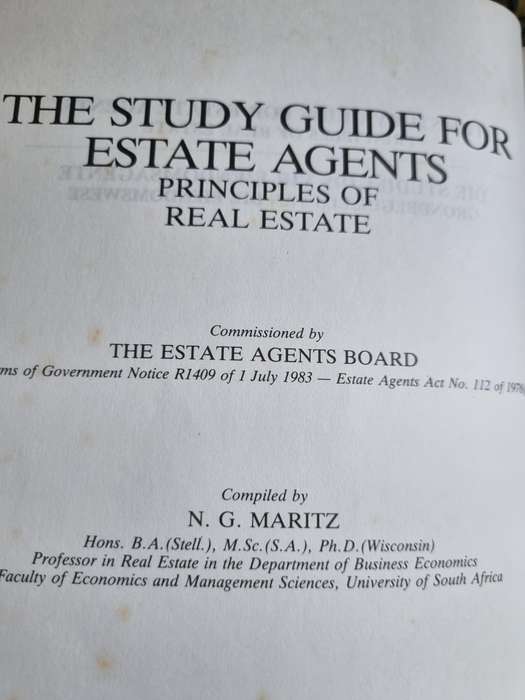 THE STUDY GUIDE FOR
ESTATE AGENTS
PRINCIPLES OF
REAL ESTATE
Commissioned by
THE ESTATE AGENTS BOARD
ms of Government Notice R1409 of 1 July 1983 — Estate Agents Act No. 112 of 1976
Compiled by
N. G. MARITZ
Hons. B.A.(Stell.), M.Sc.(S.A.), Ph.D.(Wisconsin)
Professor in Real Estate in the Department of Business Economics
Faculty of Economics and Management Sciences, University of South Africa